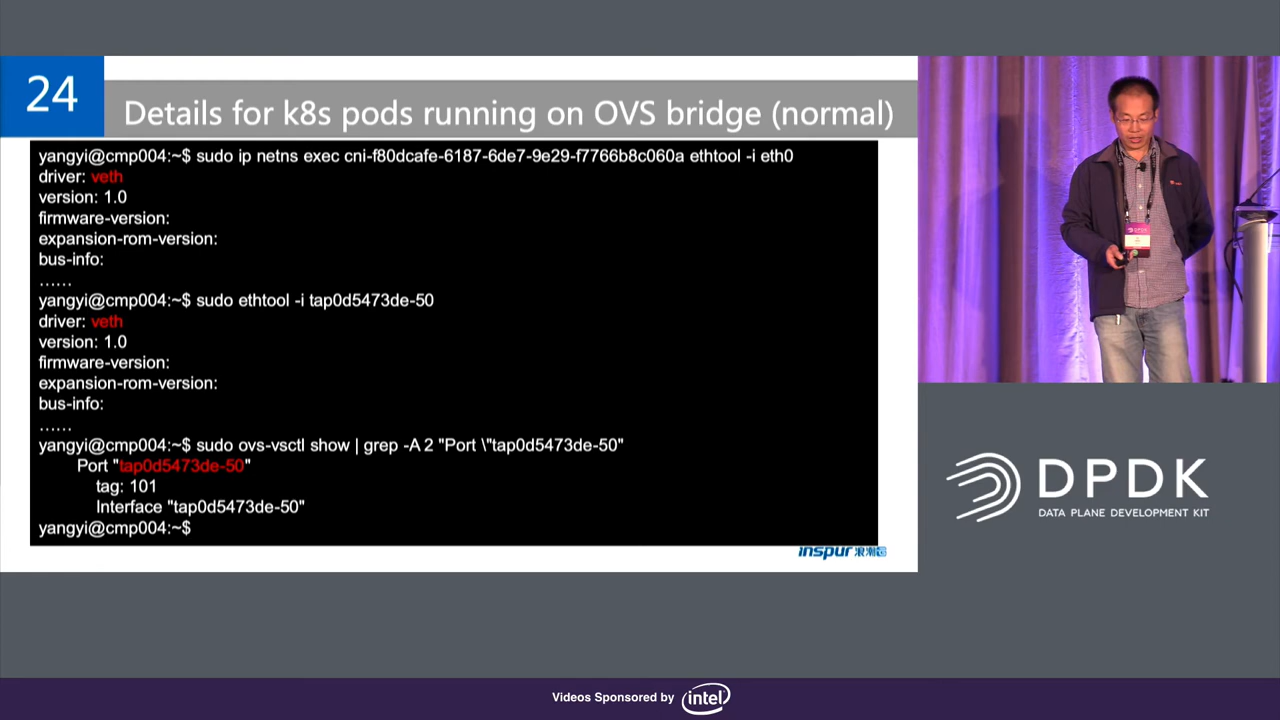 24
Details for k8s pods running on OVS bridge (normal)
yangyi@cmp004:~$ sudo ip netns exec cni-f80dcafe-6187-6de7-9e29-f7766b8c060a ethtool -i eth0
driver: veth
version: 1.0
firmware-version:
expansion-rom-version:
bus-info:
......
yangyi@cmp004:~$ sudo ethtool -i tap0d5473de-50
driver: veth
version: 1.0
firmware-version:
expansion-rom-version:
bus-info:
......
yangyi@cmp004:~$ sudo ovs-vsctl show | grep -A 2 "Port \"tap0d5473de-50"
Port "tap0d5473de-50"
tag: 101
Interface "tap0d5473de-50"
yangyi@cmp004:~$
inspur 浪潮
DPDK
DPDK
DATA PLANE DEVELOPMENT KIT
Videos Sponsored by intel